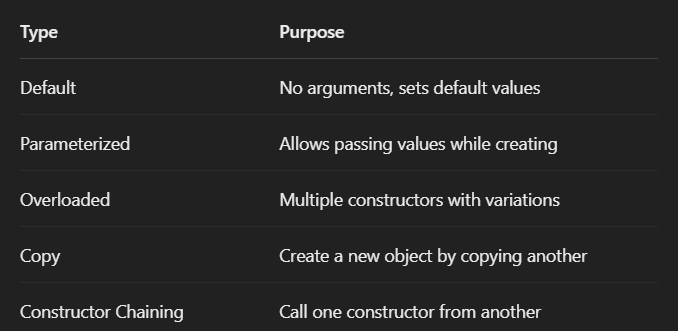 Type Purpose
Default No arguments, sets default values
Parameterized Allows passing values while creating
Overloaded Multiple constructors with variations
Copy Create a new object by copying another
Constructor Chaining Call one constructor from another